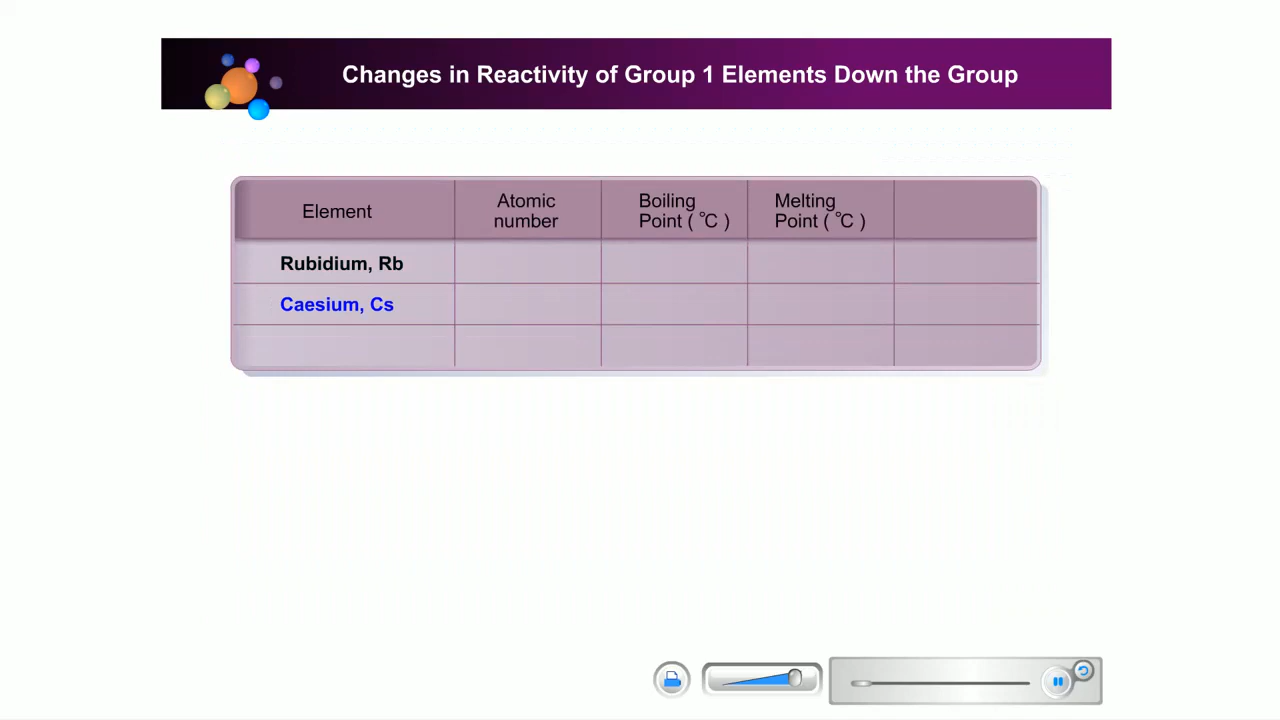 Changes in Reactivity of Group 1 Elements Down the Group
Element
Atomic
number
Boiling
Point ( °C )
Melting
Point ( °C )
Rubidium, Rb
Caesium, Cs